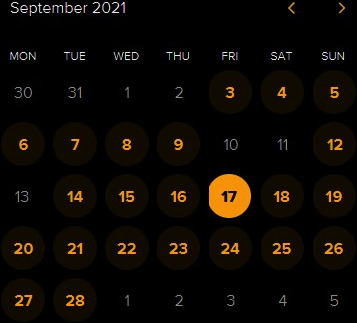 September 2021
MON TUE WED THU FRI SAT SUN
30 31 1 2 3 4 5
6 7 8 9 10 11 12
13 14 15 16 17 18 19
20 21 22 23 24 25 26
27 28 1 2 3 4 5